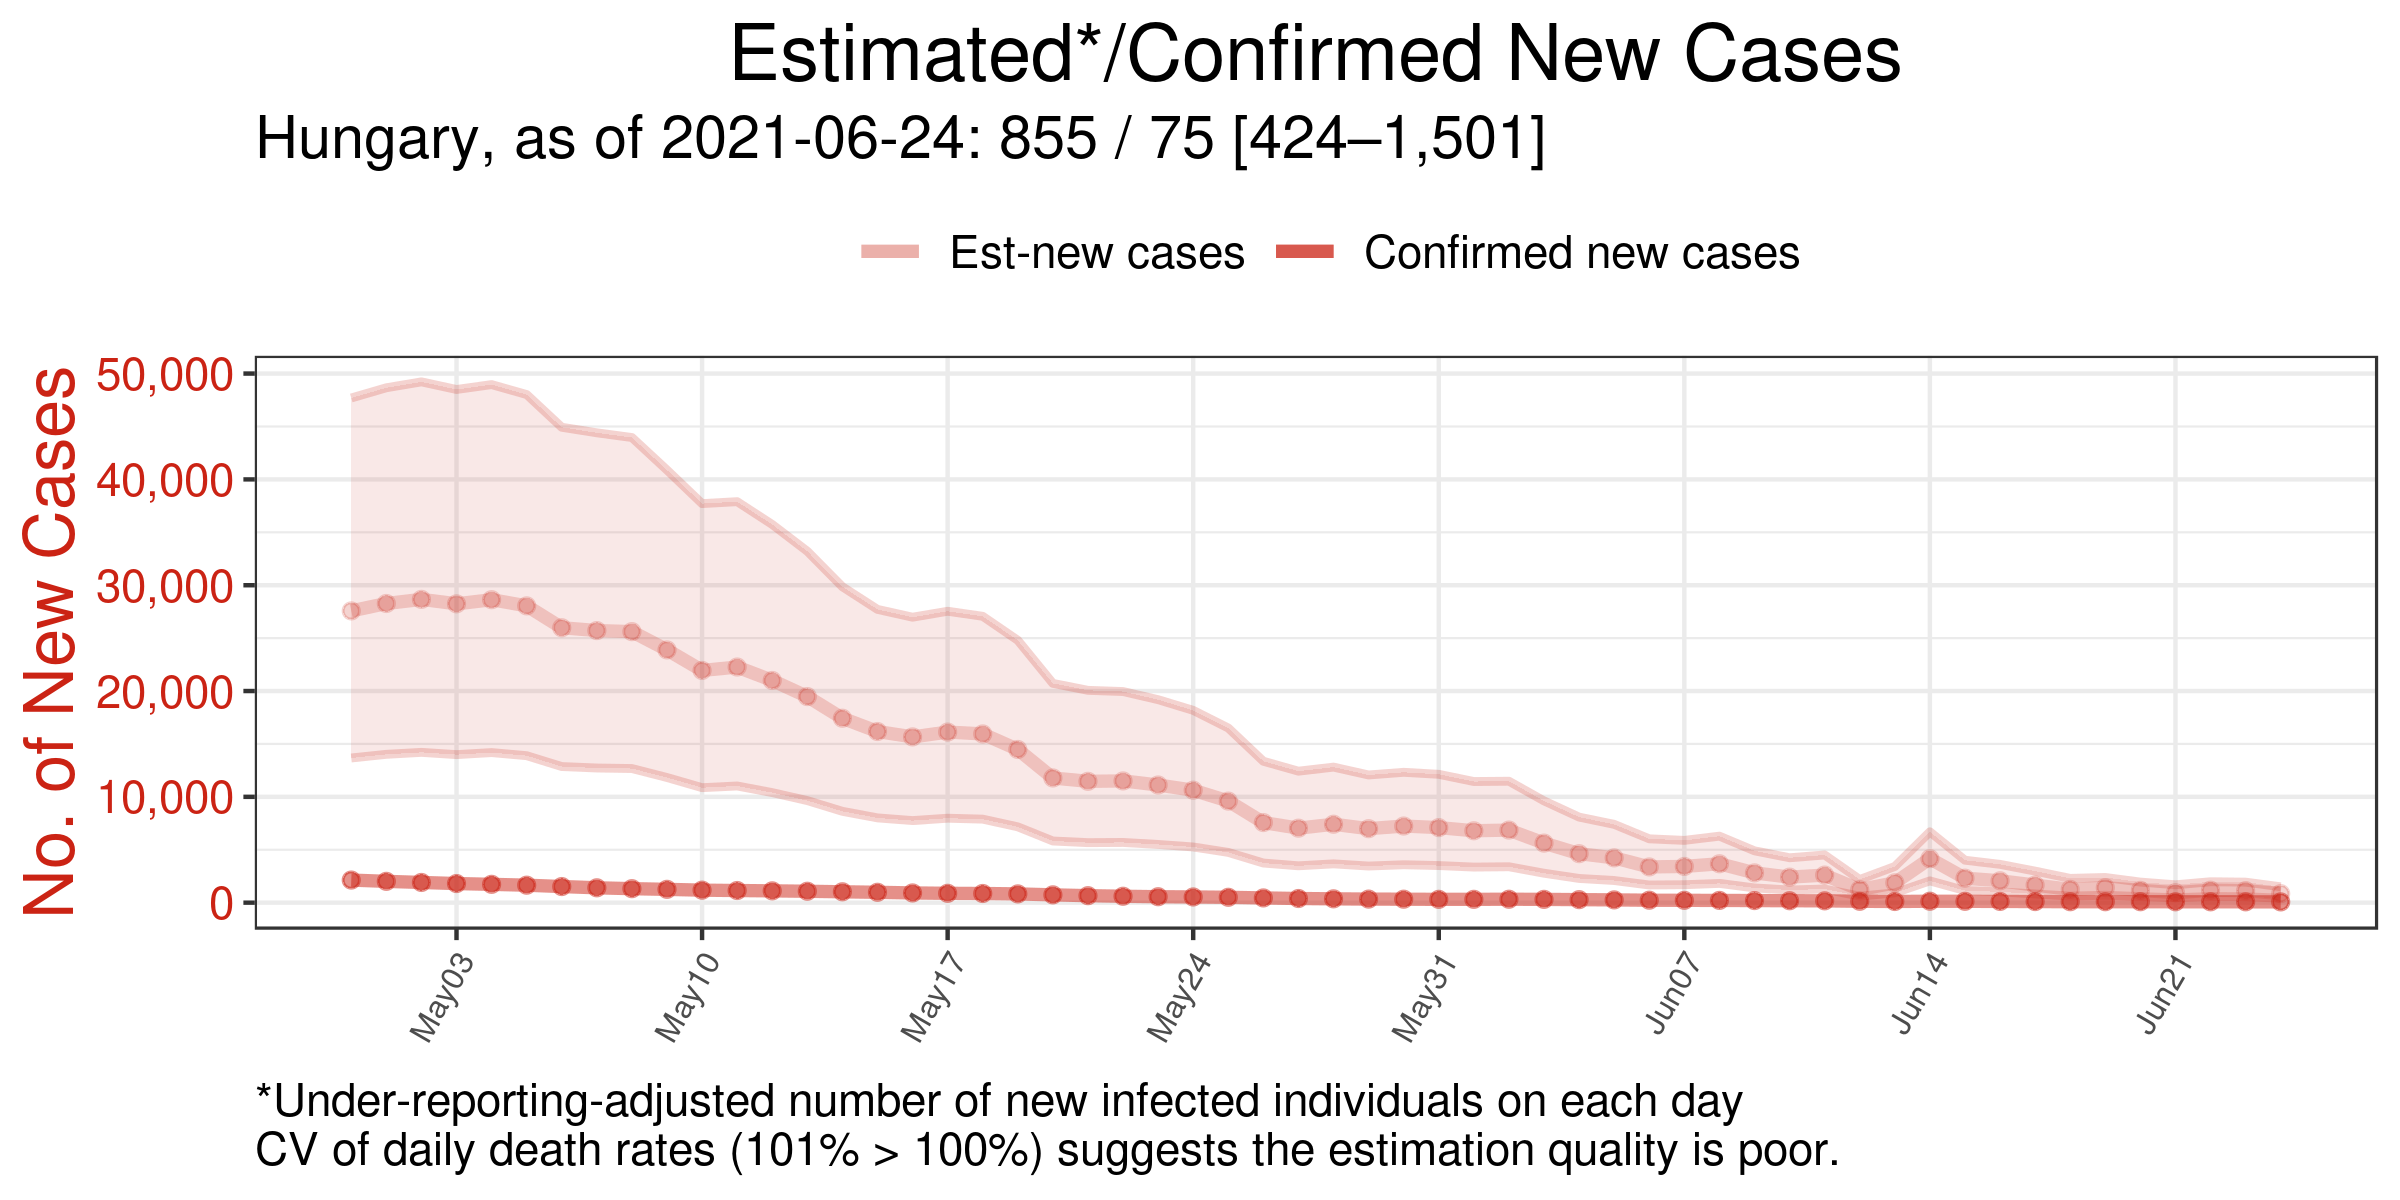 Estimated*/Confirmed New Cases
Hungary, as of 2021-06-24: 855 / 75 [424–1,501]
Est-new cases
Confirmed new cases
No. of New Cases
50,000
40,000
30,000
20,000
10,000
0
May03
May10
May17
May24
May31
Jun07
Jun14
Jun21
*Under-reporting-adjusted number of new infected individuals on each day
CV of daily death rates (101% > 100%) suggests the estimation quality is poor.